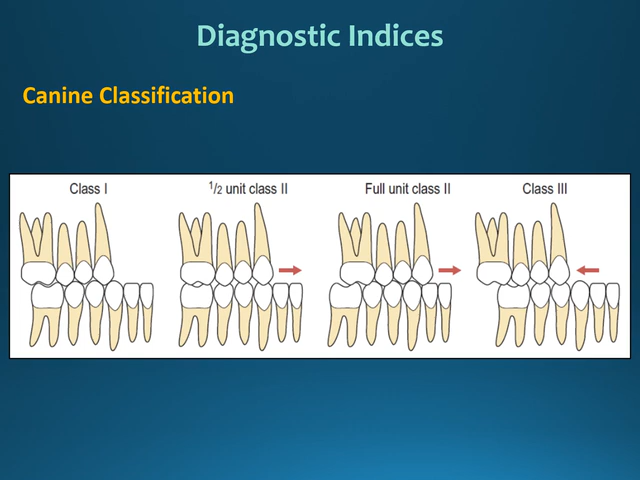 Diagnostic Indices
Canine Classification
Class I
1/2 unit class II
Full unit class II
Class III